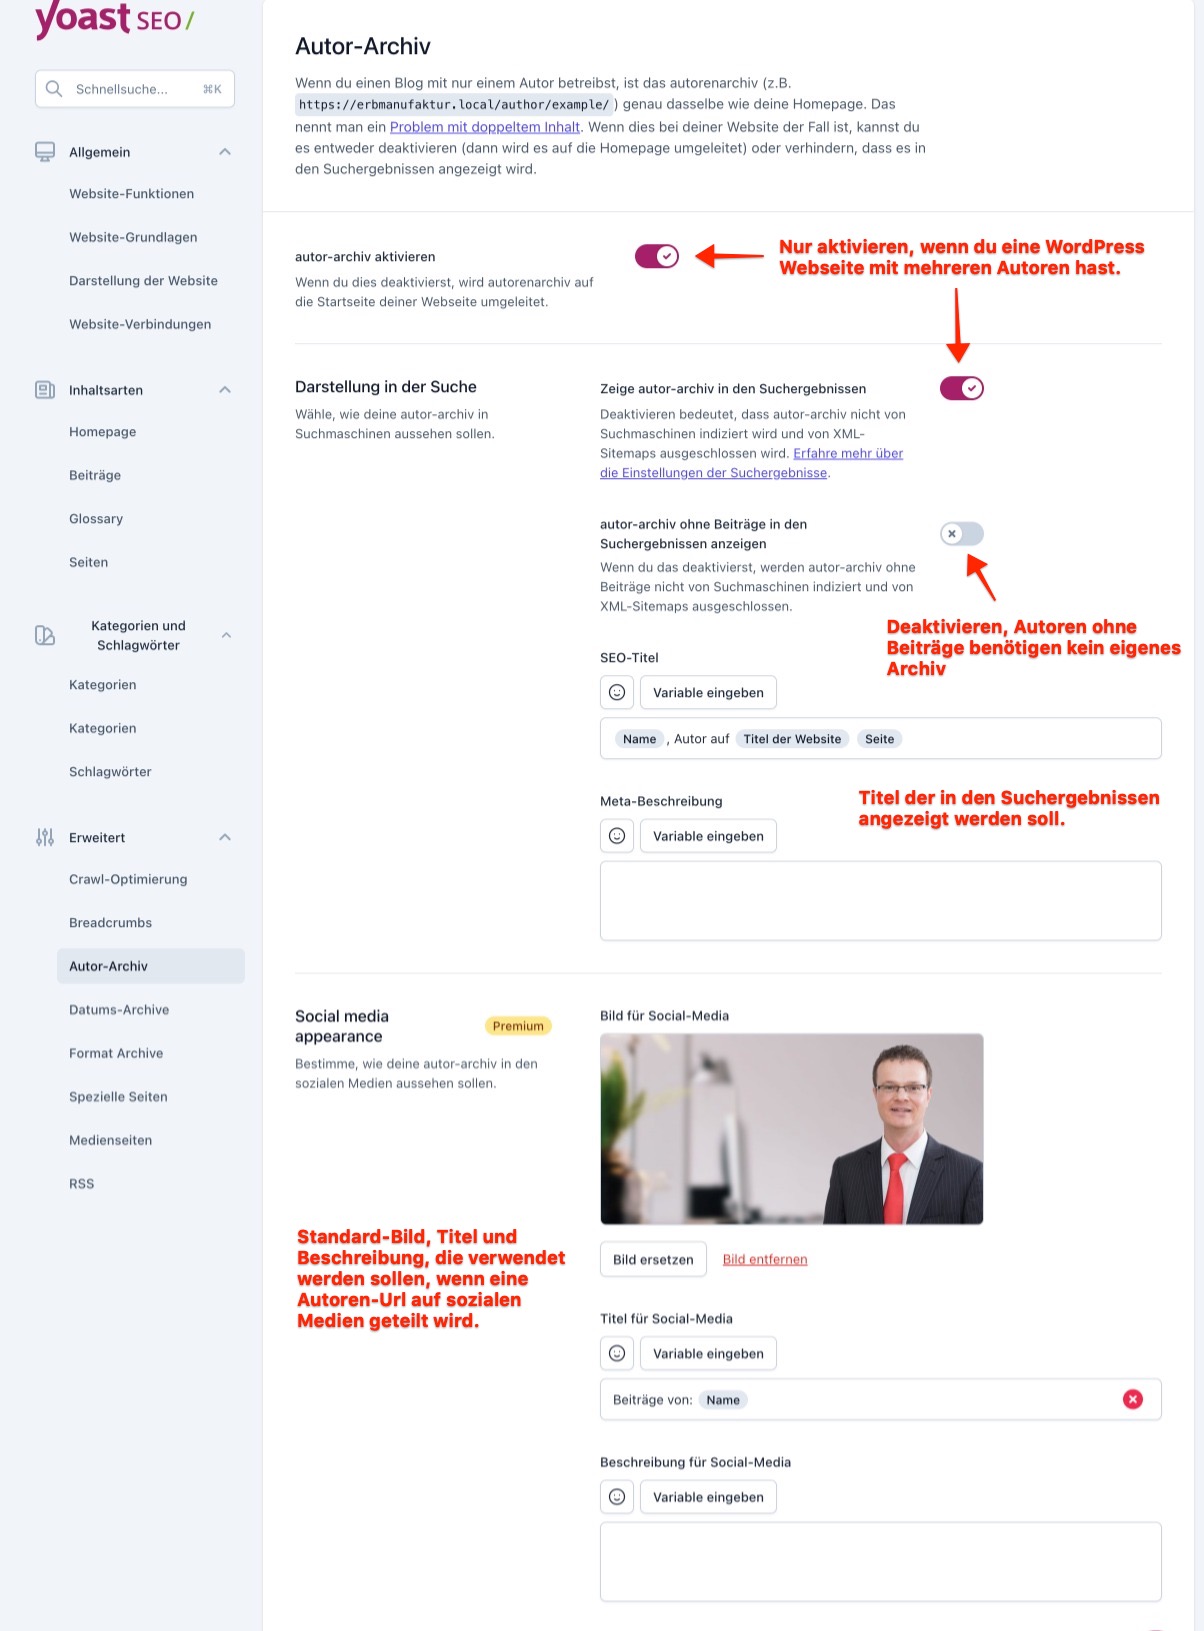 yoast SEO /
Schnellsuche... ⌘K
Allgemein
Website-Funktionen
Website-Grundlagen
Darstellung der Website
Website-Verbindungen
Inhaltsarten
Homepage
Beiträge
Glossary
Seiten
Kategorien und
Schlagwörter
Kategorien
Kategorien
Schlagwörter
Erweitert
Crawl-Optimierung
Breadcrumbs
Autor-Archiv
Datums-Archive
Format Archive
Spezielle Seiten
Medienseiten
RSS
Autor-Archiv
Wenn du einen Blog mit nur einem Autor betreibst, ist das autorenarchiv (z.B.
https://erbmanufaktur.local/author/example/ ) genau dasselbe wie deine Homepage. Das
nennt man ein Problem mit doppeltem Inhalt. Wenn dies bei deiner Website der Fall ist, kannst du
es entweder deaktivieren (dann wird es auf die Homepage umgeleitet) oder verhindern, dass es in
den Suchergebnissen angezeigt wird.
autor-archiv aktivieren
Wenn du dies deaktivierst, wird autorenarchiv auf
die Startseite deiner Webseite umgeleitet.
Nur aktivieren, wenn du eine WordPress
Webseite mit mehreren Autoren hast.
Darstellung in der Suche
Wähle, wie deine autor-archiv in
Suchmaschinen aussehen sollen.
Zeige autor-archiv in den Suchergebnissen
Deaktivieren bedeutet, dass autor-archiv nicht von
Suchmaschinen indiziert wird und von XML-
Sitemaps ausgeschlossen wird. Erfahre mehr über
die Einstellungen der Suchergebnisse.
autor-archiv ohne Beiträge in den
Suchergebnissen anzeigen
Wenn du das deaktivierst, werden autor-archiv ohne
Beiträge nicht von Suchmaschinen indiziert und von
XML-Sitemaps ausgeschlossen.
Deaktivieren, Autoren ohne
Beiträge benötigen kein eigenes
Archiv
SEO-Titel
Variable eingeben
Name , Autor auf Titel der Website Seite
Titel der in den Suchergebnissen
angezeigt werden soll.
Meta-Beschreibung
Variable eingeben
Social media
appearance
Premium
Bestimme, wie deine autor-archiv in den
sozialen Medien aussehen sollen.
Standard-Bild, Titel und
Beschreibung, die verwendet
werden sollen, wenn eine
Autoren-Url auf sozialen
Medien geteilt wird.
Bild für Social-Media
Bild ersetzen Bild entfernen
Titel für Social-Media
Variable eingeben
Beiträge von: Name
Beschreibung für Social-Media
Variable eingeben